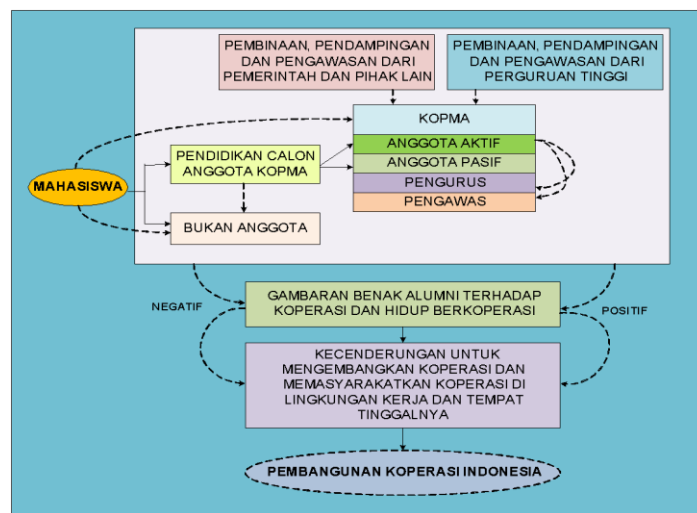 PEMBINAAN, PENDAMPINGAN
DAN PENGAWASAN DARI
PEMERINTAH DAN PIHAK LAIN
PEMBINAAN, PENDAMPINGAN
DAN PENGAWASAN DARI
PERGURUAN TINGGI
KOPMA
ANGGOTA AKTIF
ANGGOTA PASIF
PENGURUS
PENGAWAS
PENDIDIKAN CALON
ANGGOTA KOPMA
MAHASISWA
BUKAN ANGGOTA
NEGATIF
GAMBARAN BENAK ALUMNI TERHADAP
KOPERASI DAN HIDUP BERKOPERASI
POSITIF
KECENDERUNGAN UNTUK
MENGEMBANGKAN KOPERASI DAN
MEMASYARAKATKAN KOPERASI DI
LINGKUNGAN KERJA DAN TEMPAT
TINGGALNYA
PEMBANGUNAN KOPERASI INDONESIA